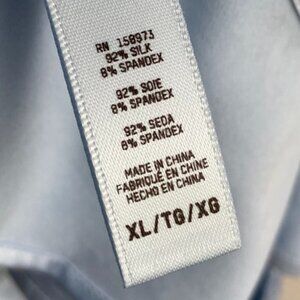 RN 158973
92% SILK
8% SPANDEX
92% SOIE
8% SPANDEX
92% SEDA
8% SPANDEX
MADE IN CHINA
FABRIQUÉ EN CHINE
HECHO EN CHINA
XL/TG/XG